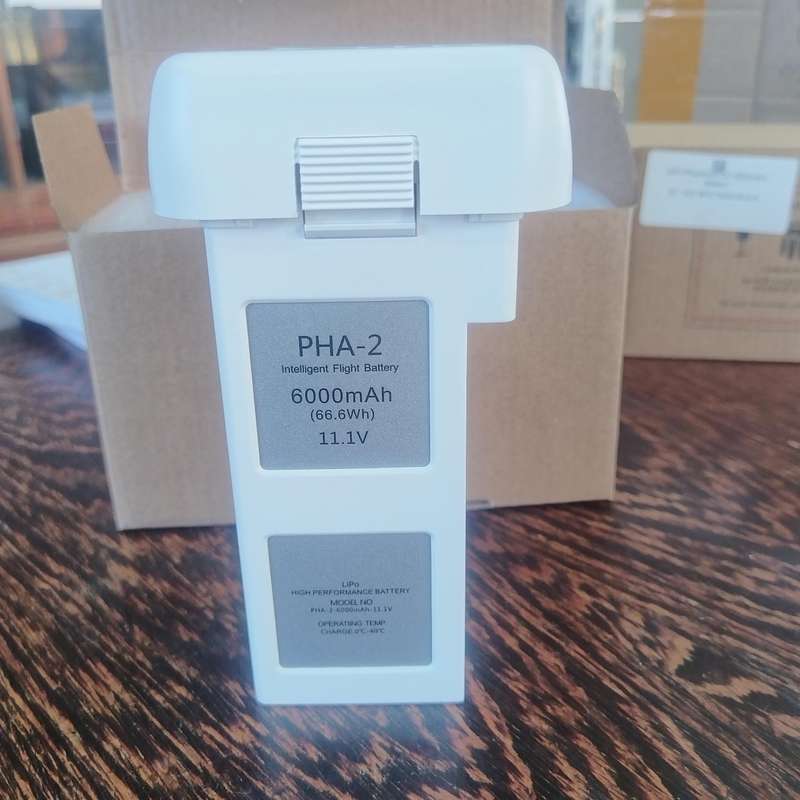 PHA-2
Intelligent Flight Battery
6000mAh
(66.6Wh)
11.1V
LiPo
HIGH PERFORMANCE BATTERY
MODEL NO
PHA-2-6000mAh-11.1V
OPERATIING TEMP
CHARGE:0℃-40℃